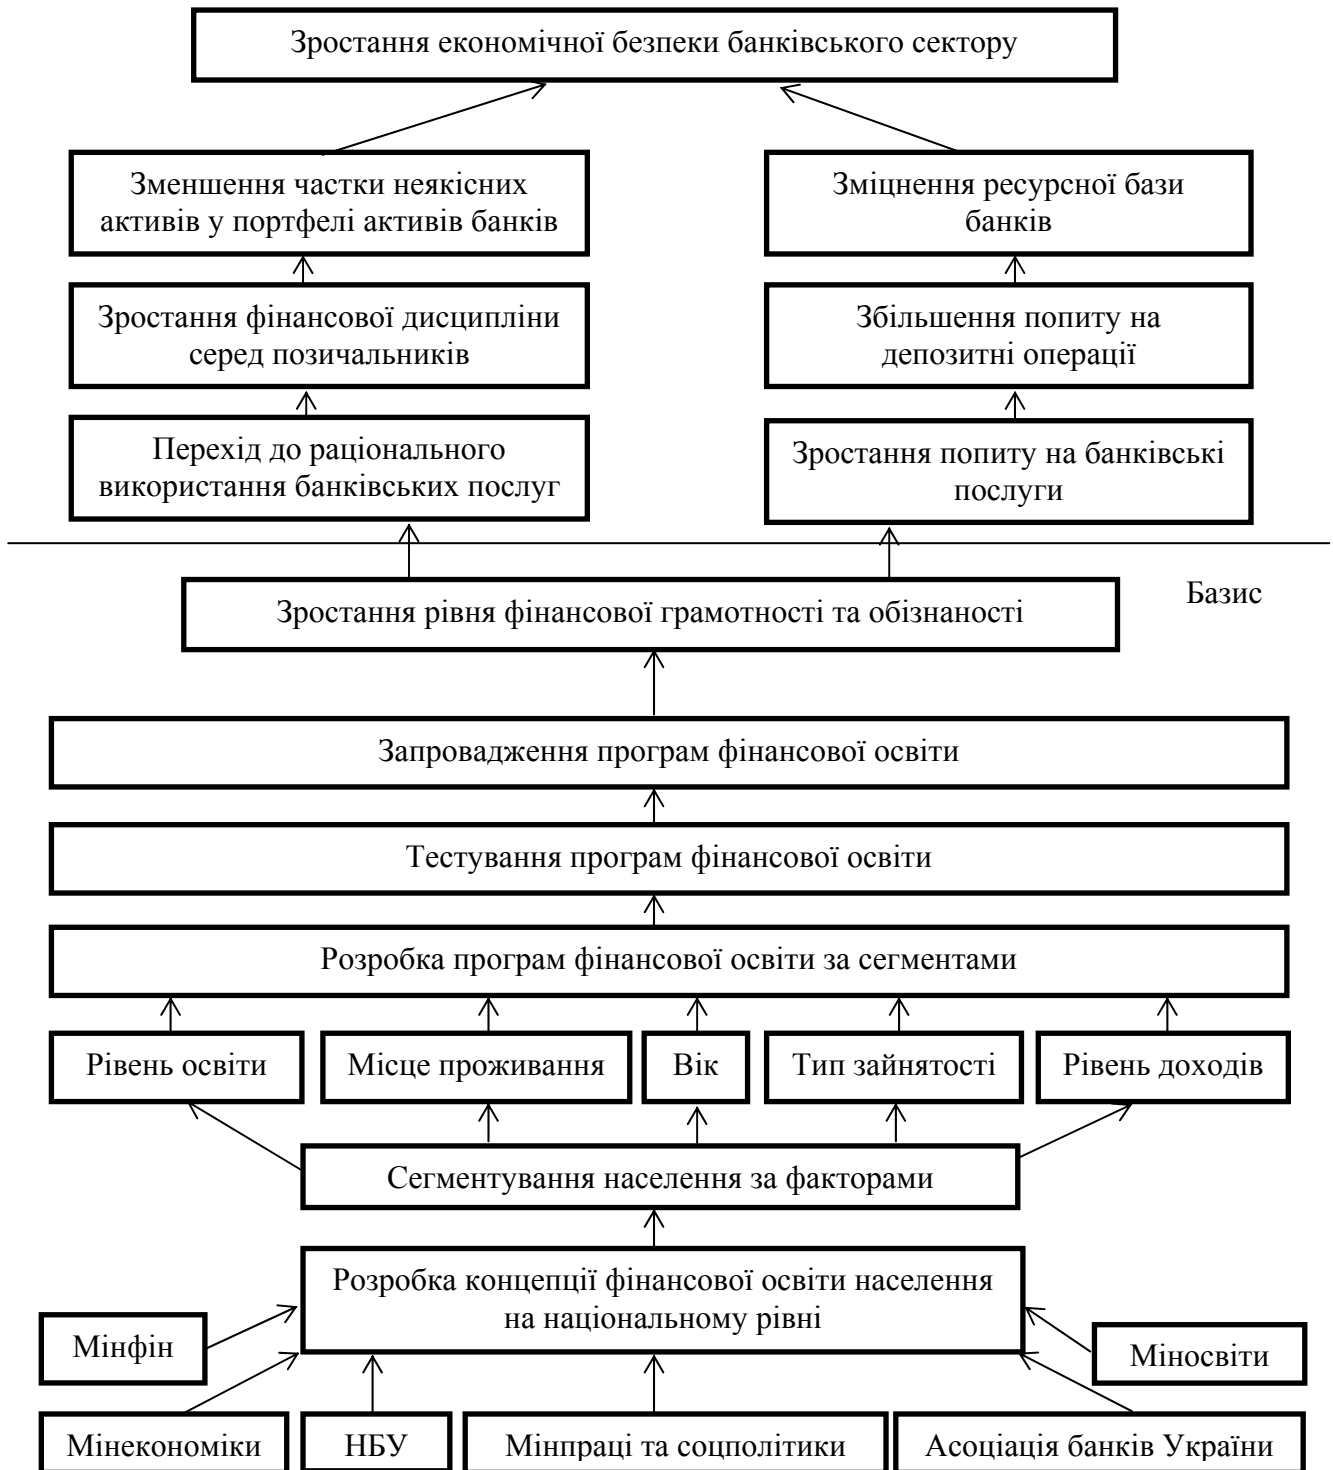 Зростання економічної безпеки банківського сектору
Зменшення частки неякісних
активів у портфелі активів банків
Зміцнення ресурсної бази
банків
Зростання фінансової дисципліни
серед позичальників
Збільшення попиту на
депозитні операції
Перехід до раціонального
використання банківських послуг
Зростання попиту на банківські
послуги
Базис
Зростання рівня фінансової грамотності та обізнаності
Запровадження програм фінансової освіти
Тестування програм фінансової освіти
Розробка програм фінансової освіти за сегментами
Рівень освіти
Місце проживання
Вік
Тип зайнятості
Рівень доходів
Сегментування населення за факторами
Розробка концепції фінансової освіти населення
на національному рівні
Мінфін
Міносвіти
Мінекономіки
НБУ
Мінпраці та соцполітики
Асоціація банків України